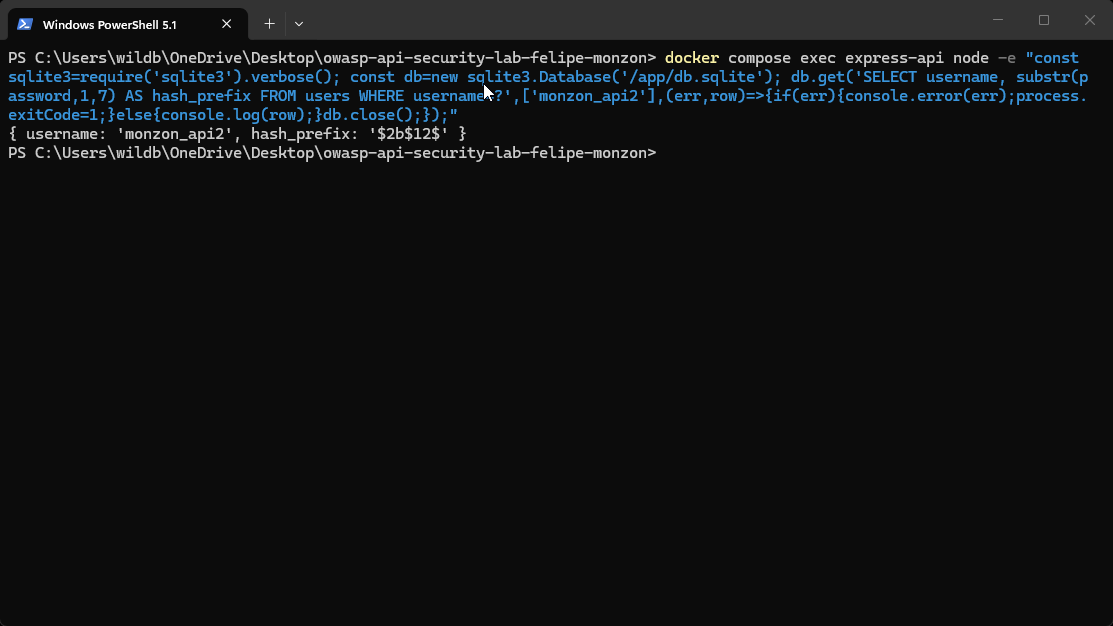 Windows PowerShell 5.1
PS C:\Users\wildb\OneDrive\Desktop\owasp-api-security-lab-felipe-monzon> docker compose exec express-api node -e "const
sqlite3=require('sqlite3').verbose(); const db=new sqlite3.Database('/app/db.sqlite'); db.get('SELECT username, substr(p
assword,1,7) AS hash_prefix FROM users WHERE username ?',['monzon_api2'],(err,row)=>{if(err){console.error(err);process.
exitCode=1;}else{console.log(row);}db.close();});"
{ username: 'monzon_api2', hash_prefix: '$2b$12$' }
PS C:\Users\wildb\OneDrive\Desktop\owasp-api-security-lab-felipe-monzon>